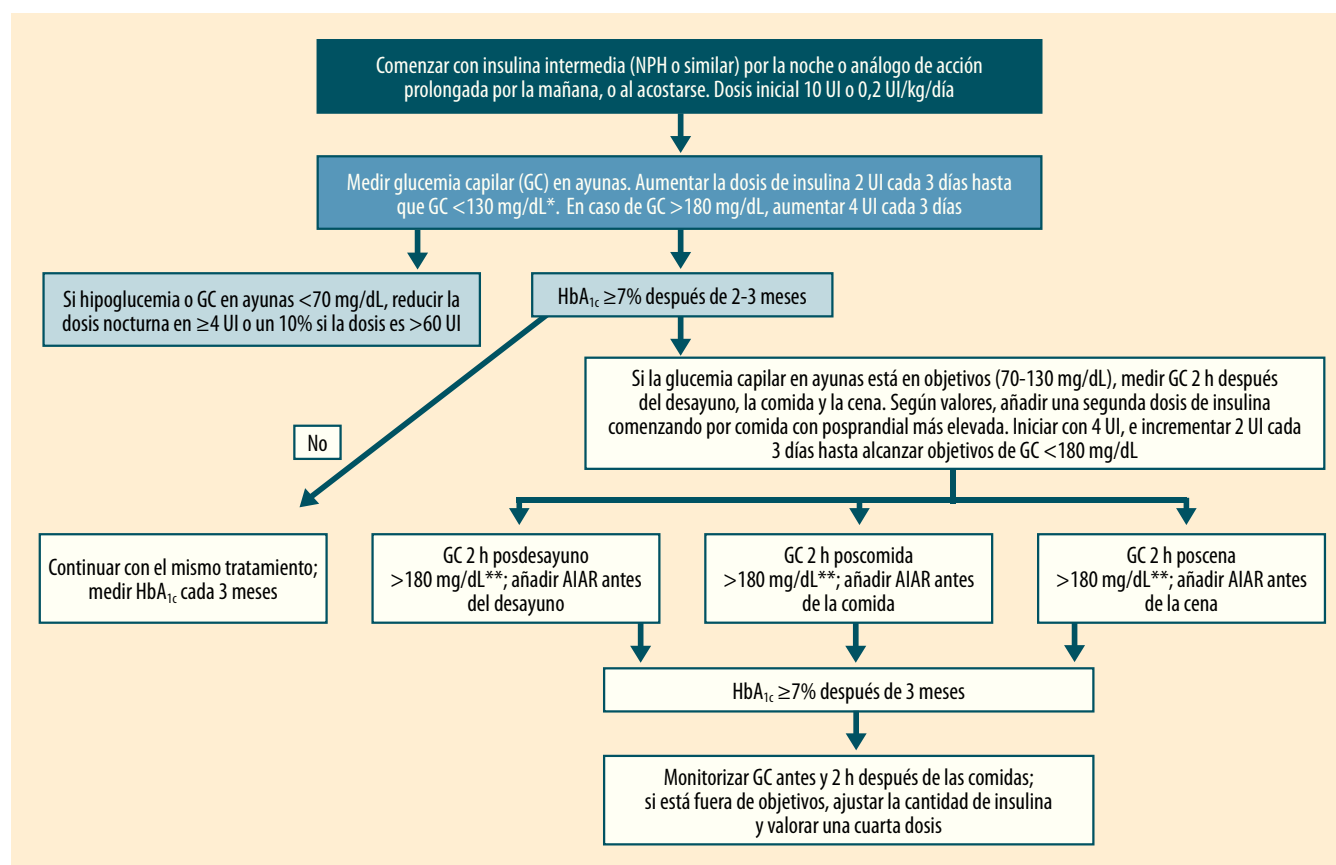 Comenzar con insulina intermedia (NPH o similar) por la noche o análogo de acción
prolongada por la mañana, o al acostarse. Dosis inicial 10 UI o 0,2 UI/kg/día
Medir glucemia capilar (GC) en ayunas. Aumentar la dosis de insulina 2 UI cada 3 días hasta
que GC <130 mg/dL*. En caso de GC >180 mg/dL, aumentar 4 UI cada 3 días
Si hipoglucemia o GC en ayunas <70 mg/dL, reducir la
dosis nocturna en ≥4 UI o un 10% si la dosis es >60 UI
HbA1c ≥7% después de 2-3 meses
Si la glucemia capilar en ayunas está en objetivos (70-130 mg/dL), medir GC 2 h después
del desayuno, la comida y la cena. Según valores, añadir una segunda dosis de insulina
comenzando por comida con posprandial más elevada. Iniciar con 4 UI, e incrementar 2 UI cada
3 días hasta alcanzar objetivos de GC <180 mg/dL
No
Continuar con el mismo tratamiento;
medir HbA1c cada 3 meses
GC 2 h posdesayuno
>180 mg/dL**; añadir AIAR antes
del desayuno
GC 2 h poscomida
>180 mg/dL**; añadir AIAR antes
de la comida
GC 2 h poscena
>180 mg/dL**; añadir AIAR antes
de la cena
HbA1c ≥7% después de 3 meses
Monitorizar GC antes y 2 h después de las comidas;
si está fuera de objetivos, ajustar la cantidad de insulina
y valorar una cuarta dosis